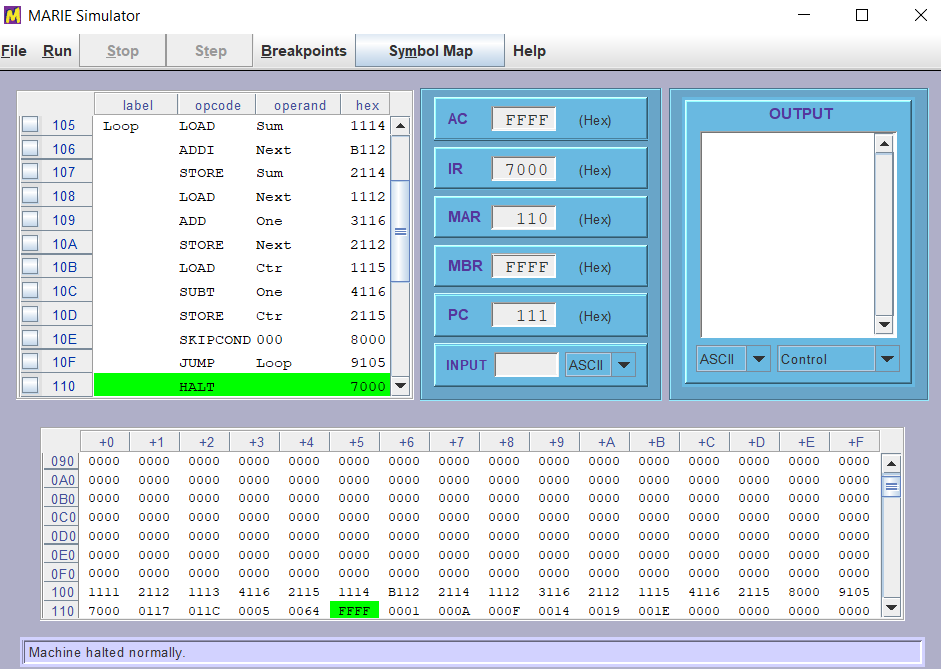 MARIE Simulator
File Run Stop Step Breakpoints Symbol Map Help
label opcode operand hex
105 Loop LOAD Sum 1114
106 ADDI Next B112
107 STORE Sum 2114
108 LOAD Next 1112
109 ADD One 3116
10A STORE Next 2112
10B LOAD Ctr 1115
10C SUBT One 4116
10D STORE Ctr 2115
10E SKIPCOND 000 8000
10F JUMP Loop 9105
110 HALT 7000
AC FFFF (Hex)
IR 7000 (Hex)
MAR 110 (Hex)
MBR FFFF (Hex)
PC 111 (Hex)
INPUT ASCII
OUTPUT
ASCII Control
+0 +1 +2 +3 +4 +5 +6 +7 +8 +9 +A +B +C +D +E +F
090 0000 0000 0000 0000 0000 0000 0000 0000 0000 0000 0000 0000 0000 0000 0000 0000
0A0 0000 0000 0000 0000 0000 0000 0000 0000 0000 0000 0000 0000 0000 0000 0000 0000
0B0 0000 0000 0000 0000 0000 0000 0000 0000 0000 0000 0000 0000 0000 0000 0000 0000
0C0 0000 0000 0000 0000 0000 0000 0000 0000 0000 0000 0000 0000 0000 0000 0000 0000
0D0 0000 0000 0000 0000 0000 0000 0000 0000 0000 0000 0000 0000 0000 0000 0000 0000
0E0 0000 0000 0000 0000 0000 0000 0000 0000 0000 0000 0000 0000 0000 0000 0000 0000
0F0 0000 0000 0000 0000 0000 0000 0000 0000 0000 0000 0000 0000 0000 0000 0000 0000
100 1111 2112 1113 4116 2115 1114 B112 2114 1112 3116 2112 1115 4116 2115 8000 9105
110 7000 0117 011C 0005 0064 FFFF 0001 000A 000F 0014 0019 001E 0000 0000 0000 0000
Machine halted normally.